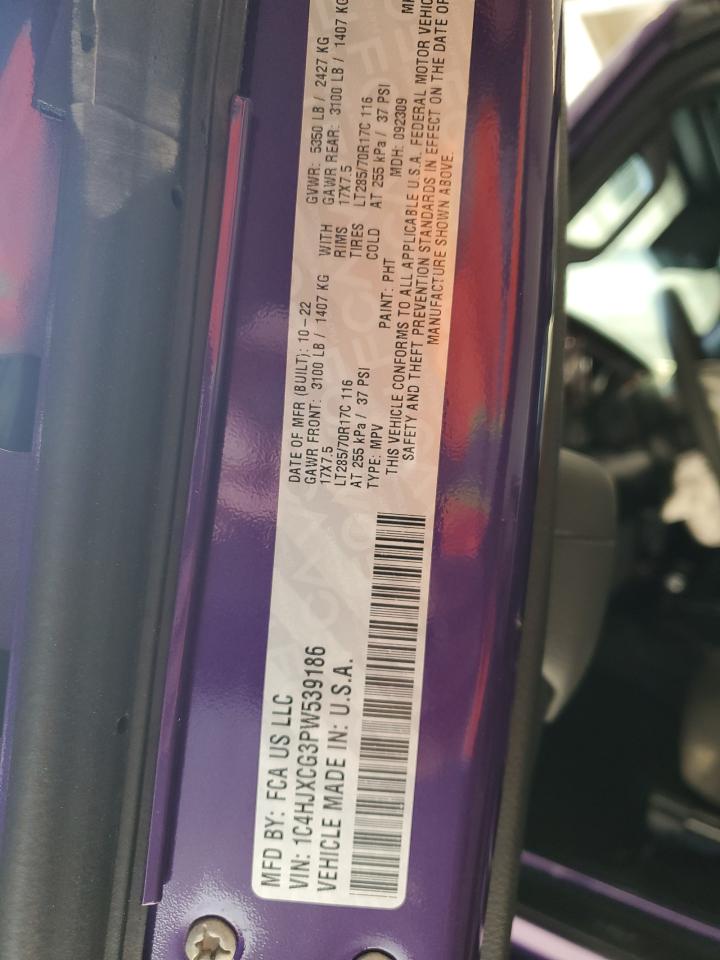 MFD BY: FCA US LLC
VIN: 1C4HJXCG3PW539186
VEHICLE MADE IN: U.S.A.
DATE OF MFR (BUILT): 10-22 GVWR: 5350 LB / 2427 KG
GAWR FRONT: 3100 LB / 1407 KG WITH GAWR REAR: 3100 LB / 1407 KG
17X7.5 RIMS 17X7.5
LT285/70R17C 116 TIRES LT285/70R17C 116
AT 255 kPa / 37 PSI COLD AT 255 kPa / 37 PSI
TYPE: MPV PAINT: PHT MDH: 092309
THIS VEHICLE CONFORMS TO ALL APPLICABLE U.S.A. FEDERAL MOTOR
SAFETY AND THEFT PREVENTION STANDARDS IN EFFECT ON THE DATE OF
MANUFACTURE SHOWN ABOVE.